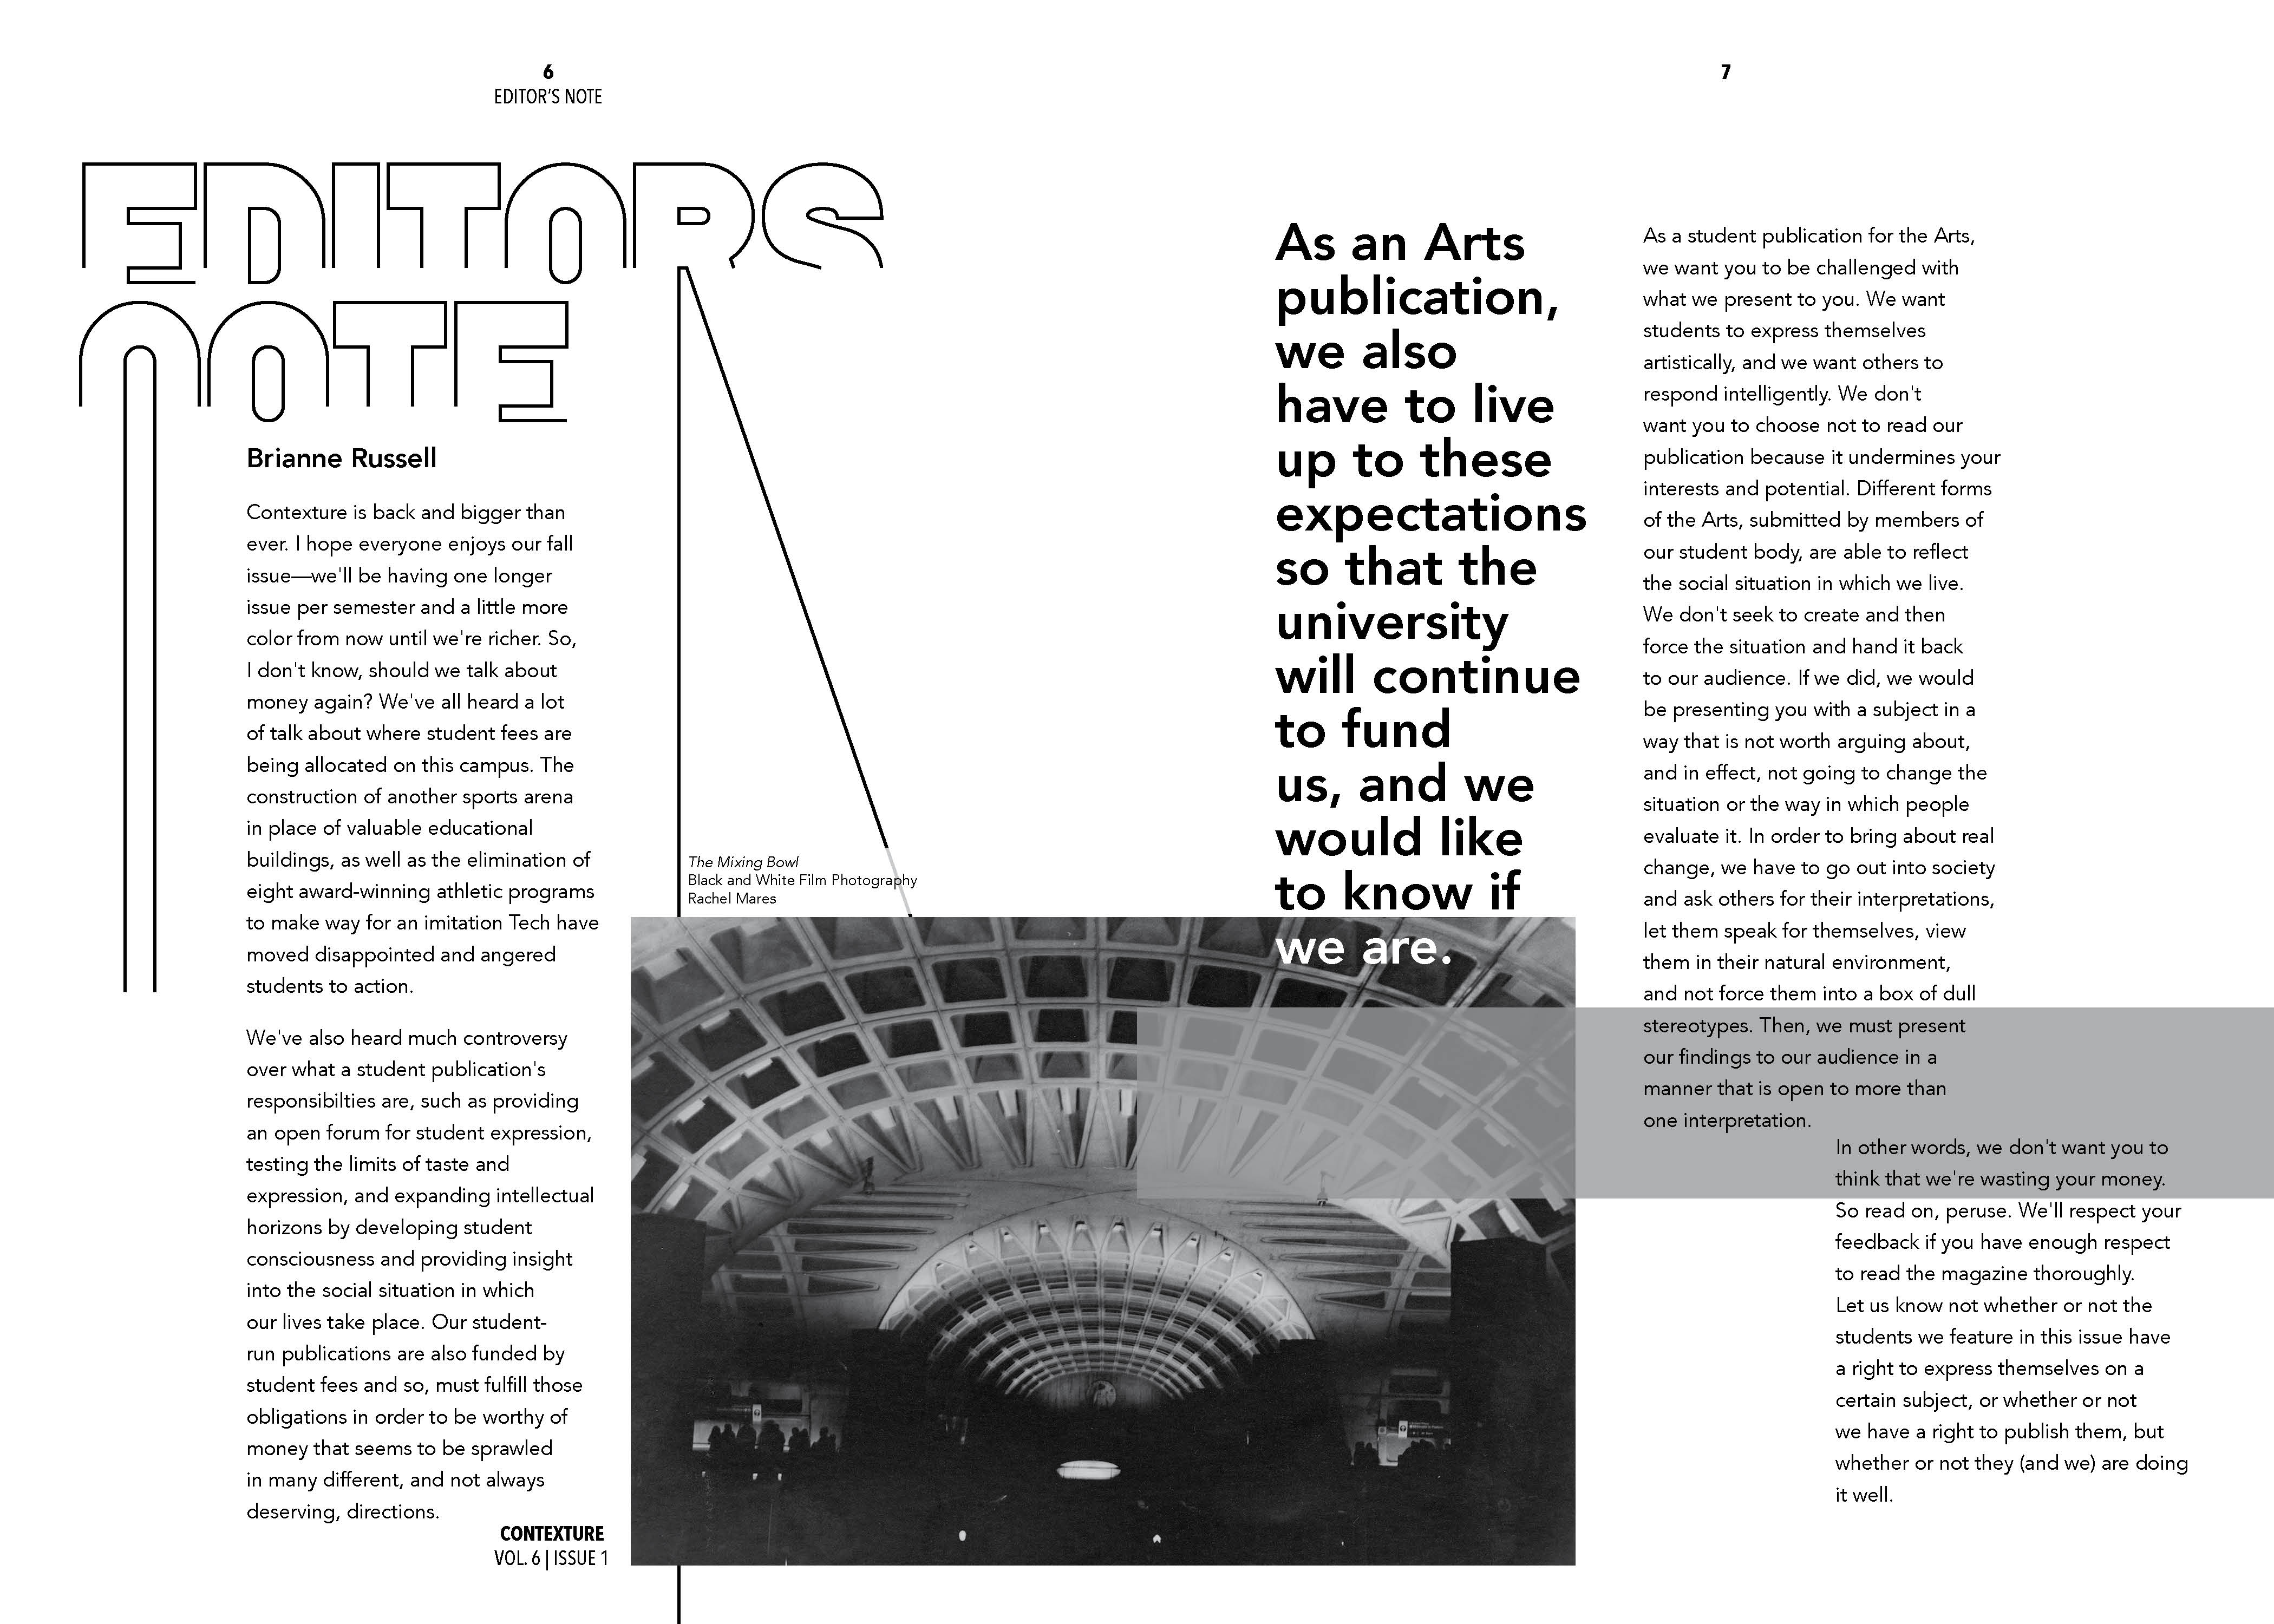 6
EDITOR'S NOTE
EDITORS
NOTE
Brianne Russell
Contexture is back and bigger than
ever. I hope everyone enjoys our fall
issue—we'll be having one longer
issue per semester and a little more
color from now until we're richer. So,
I don't know, should we talk about
money again? We've all heard a lot
of talk about where student fees are
being allocated on this campus. The
construction of another sports arena
in place of valuable educational
buildings, as well as the elimination of
eight award-winning athletic programs
to make way for an imitation Tech have
moved disappointed and angered
students to action.
We've also heard much controversy
over what a student publication's
responsibilties are, such as providing
an open forum for student expression,
testing the limits of taste and
expression, and expanding intellectual
horizons by developing student
consciousness and providing insight
into the social situation in which
our lives take place. Our student-
run publications are also funded by
student fees and so, must fulfill those
obligations in order to be worthy of
money that seems to be sprawled
in many different, and not always
deserving, directions.
CONTEXTURE
VOL. 6 | ISSUE 1
The Mixing Bowl
Black and White Film Photography
Rachel Mares
7
As an Arts
publication,
we also
have to live
up to these
expectations
so that the
university
will continue
to fund
us, and we
would like
to know if
we are.
As a student publication for the Arts,
we want you to be challenged with
what we present to you. We want
students to express themselves
artistically, and we want others to
respond intelligently. We don't
want you to choose not to read our
publication because it undermines your
interests and potential. Different forms
of the Arts, submitted by members of
our student body, are able to reflect
the social situation in which we live.
We don't seek to create and then
force the situation and hand it back
to our audience. If we did, we would
be presenting you with a subject in a
way that is not worth arguing about,
and in effect, not going to change the
situation or the way in which people
evaluate it. In order to bring about real
change, we have to go out into society
and ask others for their interpretations,
let them speak for themselves, view
them in their natural environment,
and not force them into a box of dull
stereotypes. Then, we must present
our findings to our audience in a
manner that is open to more than
one interpretation.
In other words, we don't want you to
think that we're wasting your money.
So read on, peruse. We'll respect your
feedback if you have enough respect
to read the magazine thoroughly.
Let us know not whether or not the
students we feature in this issue have
a right to express themselves on a
certain subject, or whether or not
we have a right to publish them, but
whether or not they (and we) are doing
it well.